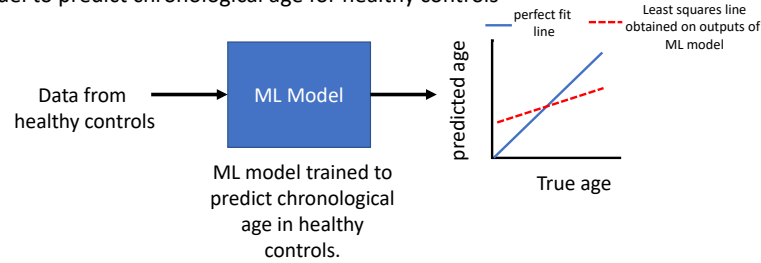 del to predict chronological age for healthy controls
Data from
healthy controls
ML Model
ML model trained to
predict chronological
age in healthy
controls.
perfect fit
line
Least squares line
obtained on outputs of
ML model
predicted age
True age